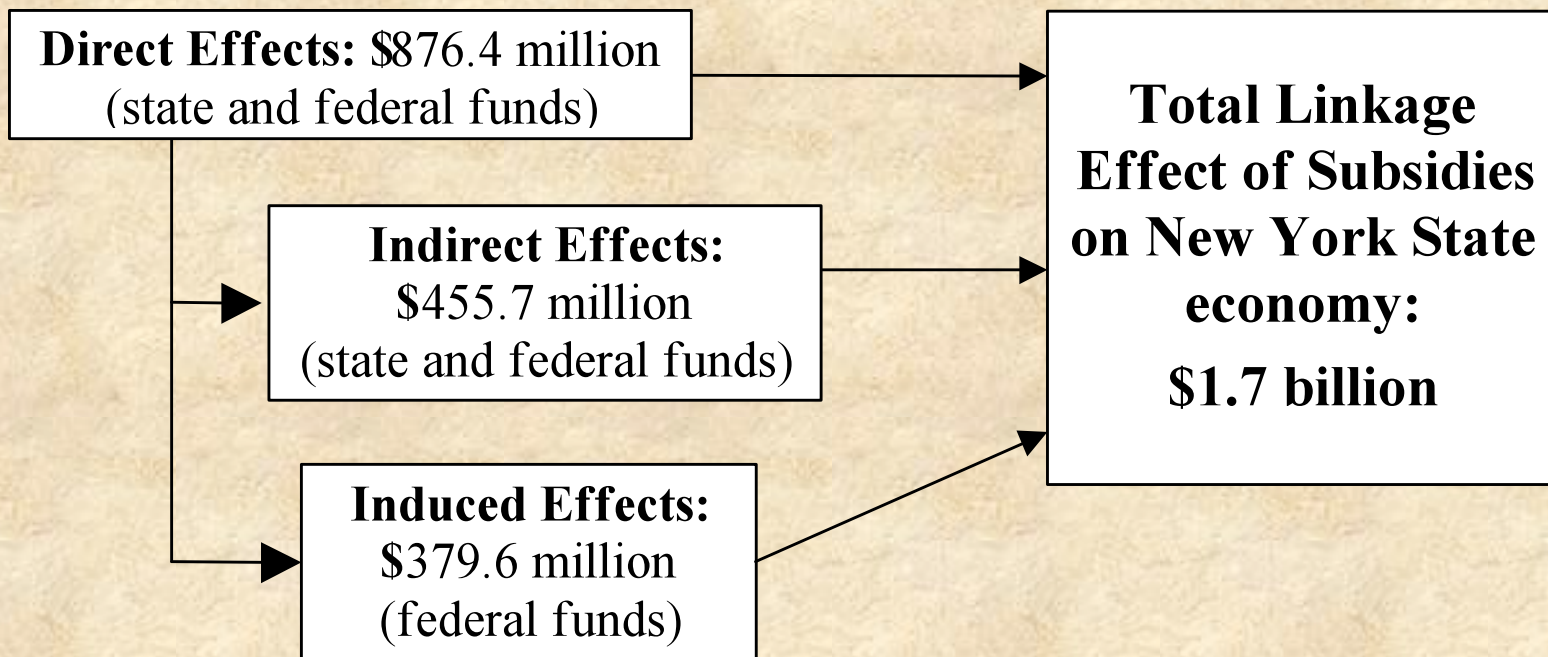 Direct Effects: $876.4 million
(state and federal funds)
Indirect Effects:
$455.7 million
(state and federal funds)
Induced Effects:
$379.6 million
(federal funds)
Total Linkage
Effect of Subsidies
on New York State
economy:
$1.7 billion